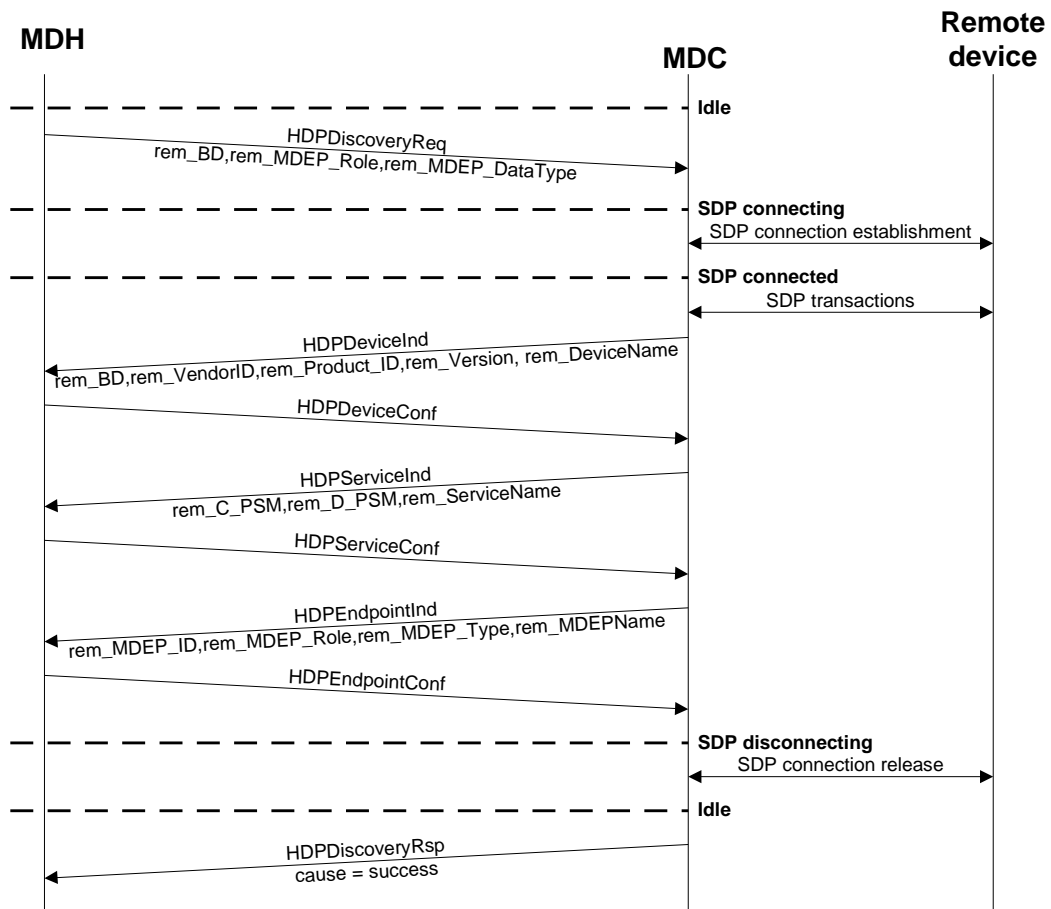 MDH
MDC
Remote
device
Idle
HDPDiscoveryReq
rem_BD,rem_MDEP_Role,rem_MDEP_DataType
SDP connecting
SDP connection establishment
SDP connected
SDP transactions
HDPDeviceInd
rem_BD,rem_VendorID,rem_Product_ID,rem_Version, rem_DeviceName
HDPDeviceConf
HDPServiceInd
rem_C_PSM,rem_D_PSM,rem_ServiceName
HDPServiceConf
HDPEndpointInd
rem_MDEP_ID,rem_MDEP_Role,rem_MDEP_Type,rem_MDEPName
HDPEndpointConf
SDP disconnecting
SDP connection release
Idle
HDPDiscoveryRsp
cause = success